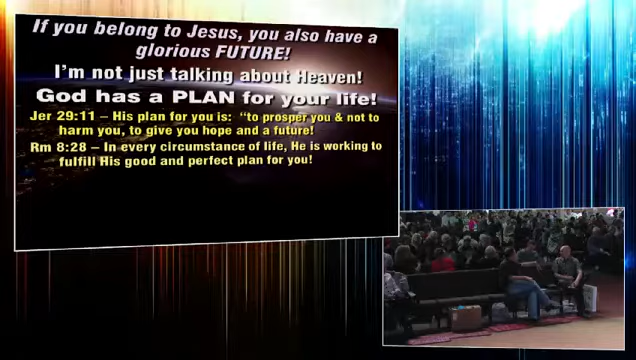 If you belong to Jesus, you also have a
glorious FUTURE!
I'm not just talking about Heaven!
God has a PLAN for your life!
Jer 29:11 – His plan for you is: “to prosper you & not to
harm you, to give you hope and a future!
Rm 8:28 – In every circumstance of life, He is working to
fulfill His good and perfect plan for you!